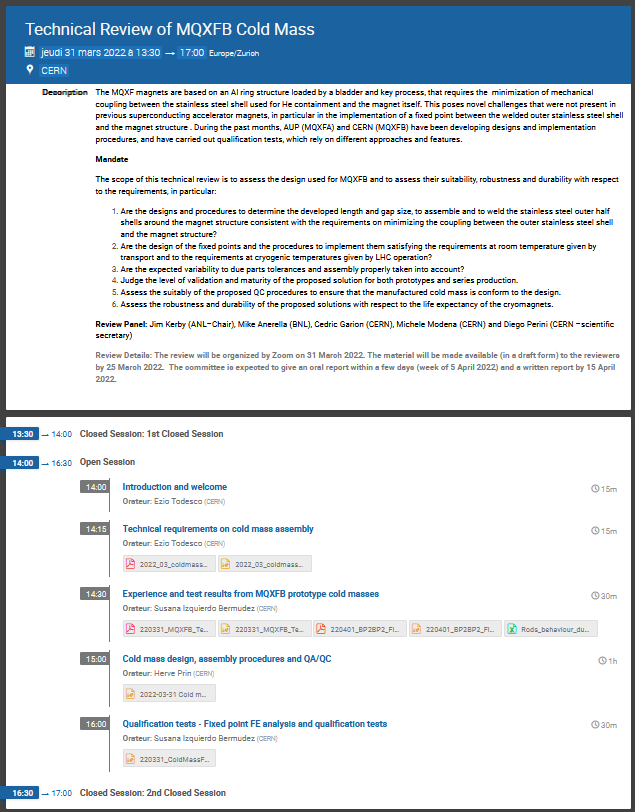 Technical Review of MQXFB Cold Mass
jeudi 31 mars 2022 à 13:30 → 17:00 Europe/Zurich
CERN
Description The MQXF magnets are based on an Al ring structure loaded by a bladder and key process, that requires the minimization of mechanical
coupling between the stainless steel shell used for He containment and the magnet itself. This poses novel challenges that were not present in
previous superconducting accelerator magnets, in particular in the implementation of a fixed point between the welded outer stainless steel shell
and the magnet structure . During the past months, AUP (MQXFA) and CERN (MQXFB) have been developing designs and implementation
procedures, and have carried out qualification tests, which rely on different approaches and features.
Mandate
The scope of this technical review is to assess the design used for MQXFB and to assess their suitability, robustness and durability with respect
to the requirements, in particular:
1. Are the designs and procedures to determine the developed length and gap size, to assemble and to weld the stainless steel outer half
shells around the magnet structure consistent with the requirements on minimizing the coupling between the outer stainless steel shell
and the magnet structure?
2. Are the design of the fixed points and the procedures to implement them satisfying the requirements at room temperature given by
transport and to the requirements at cryogenic temperatures given by LHC operation?
3. Are the expected variability to due parts tolerances and assembly properly taken into account?
4. Judge the level of validation and maturity of the proposed solution for both prototypes and series production.
5. Assess the suitably of the proposed QC procedures to ensure that the manufactured cold mass is conform to the design.
6. Assess the robustness and durability of the proposed solutions with respect to the life expectancy of the cryomagnets.
Review Panel: Jim Kerby (ANL–Chair), Mike Anerella (BNL), Cedric Garion (CERN), Michele Modena (CERN) and Diego Perini (CERN –scientific
secretary)
Review Details: The review will be organized by Zoom on 31 March 2022. The material will be made available (in a draft form) to the reviewers
by 25 March 2022. The committee is expected to give an oral report within a few days (week of 5 April 2022) and a written report by 15 April
2022.
13:30 → 14:00 Closed Session: 1st Closed Session
14:00 → 16:30 Open Session
14:00 Introduction and welcome 15m
Orateur: Ezio Todesco (CERN)
14:15 Technical requirements on cold mass assembly 15m
Orateur: Ezio Todesco (CERN)
2022_03_coldmass... 2022_03_coldmass...
14:30 Experience and test results from MQXFB prototype cold masses 30m
Orateur: Susana Izquierdo Bermudez (CERN)
220331_MQXFB_Te... 220331_MQXFB_Te... 220401_BP2BP2_FI... 220401_BP2BP2_FI... Rods_behaviour_du...
15:00 Cold mass design, assembly procedures and QA/QC 1h
Orateur: Herve Prin (CERN)
2022-03-31 Cold m...
16:00 Qualification tests - Fixed point FE analysis and qualification tests 30m
Orateur: Susana Izquierdo Bermudez (CERN)
220331_ColdMassF...
16:30 → 17:00 Closed Session: 2nd Closed Session